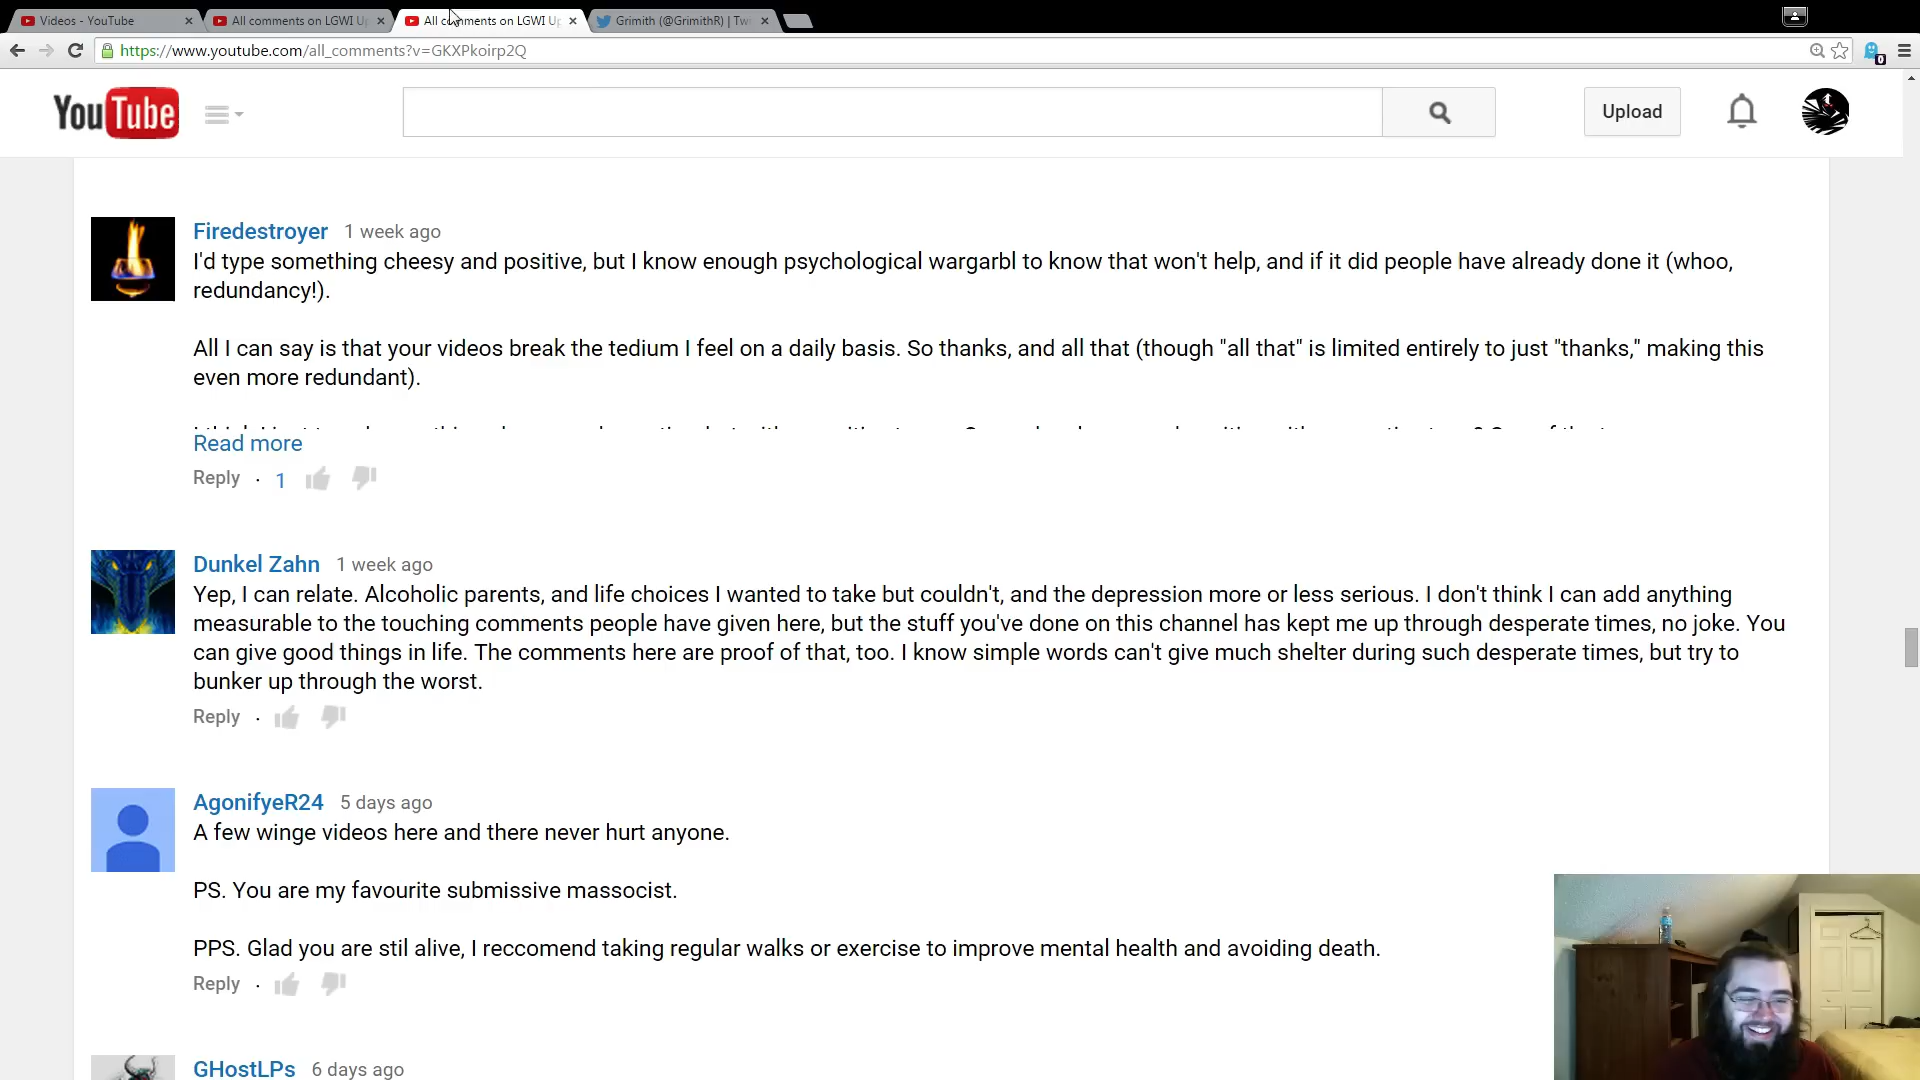 Videos - YouTube
All comments on LGWI Up
All comments on LGWI Up
Grimith (@GrimithR) | Twi
https://www.youtube.com/all_comments?v=GKXPkoirp2Q
0
YouTube
Upload
Firedestroyer 1 week ago
I'd type something cheesy and positive, but I know enough psychological wargarbl to know that won't help, and if it did people have already done it (whoo,
redundancy!).
All I can say is that your videos break the tedium I feel on a daily basis. So thanks, and all that (though "all that" is limited entirely to just "thanks," making this
even more redundant).
Read more
Reply · 1
Dunkel Zahn 1 week ago
Yep, I can relate. Alcoholic parents, and life choices I wanted to take but couldn't, and the depression more or less serious. I don't think I can add anything
measurable to the touching comments people have given here, but the stuff you've done on this channel has kept me up through desperate times, no joke. You
can give good things in life. The comments here are proof of that, too. I know simple words can't give much shelter during such desperate times, but try to
bunker up through the worst.
Reply ·
AgonifyeR24 5 days ago
A few winge videos here and there never hurt anyone.
PS. You are my favourite submissive massocist.
PPS. Glad you are stil alive, I reccomend taking regular walks or exercise to improve mental health and avoiding death.
Reply ·
GHostLPs 6 days ago